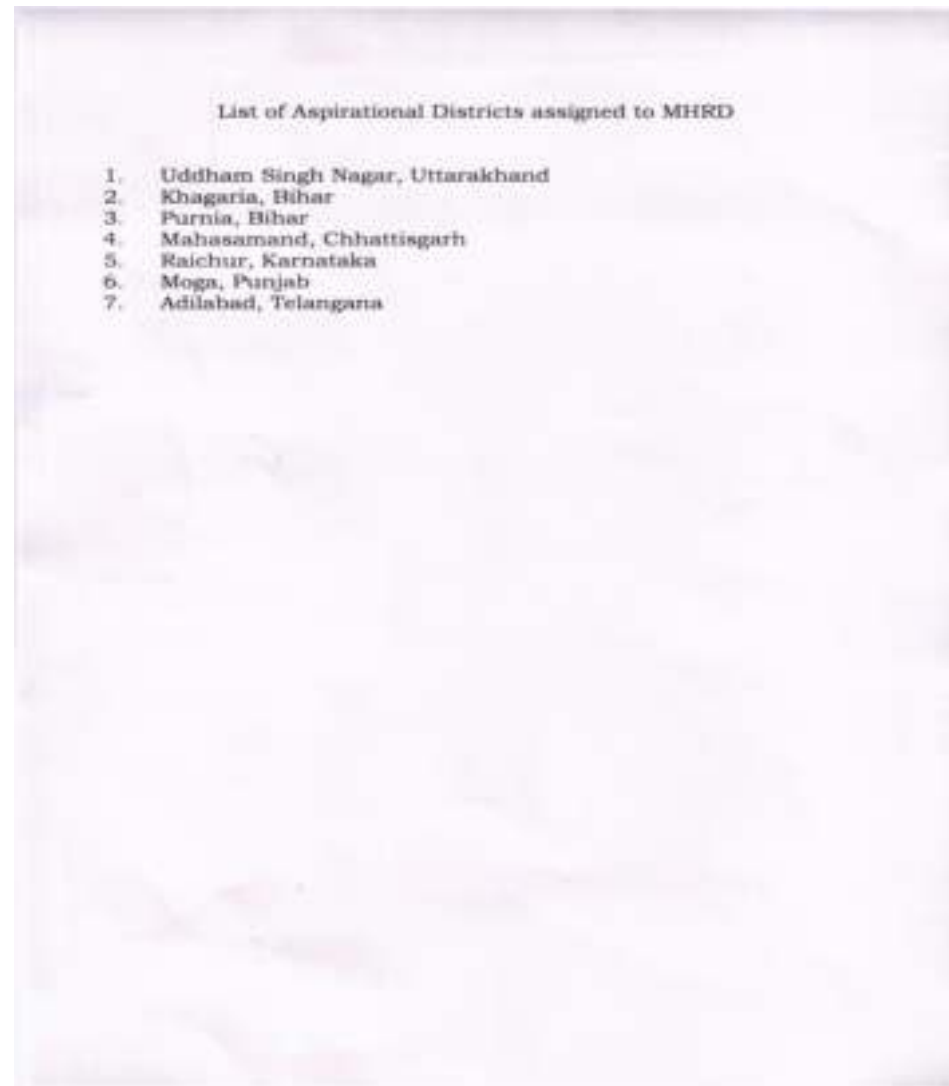 List of Aspirational Districts assigned to MHRD
1. Uddham Singh Nagar, Uttarakhand
2. Khagaria, Bihar
3. Purnia, Bihar
4. Mahasamand, Chhattisgarh
5. Raichur, Karnataka
6. Moga, Punjab
7. Adilabad, Telangana